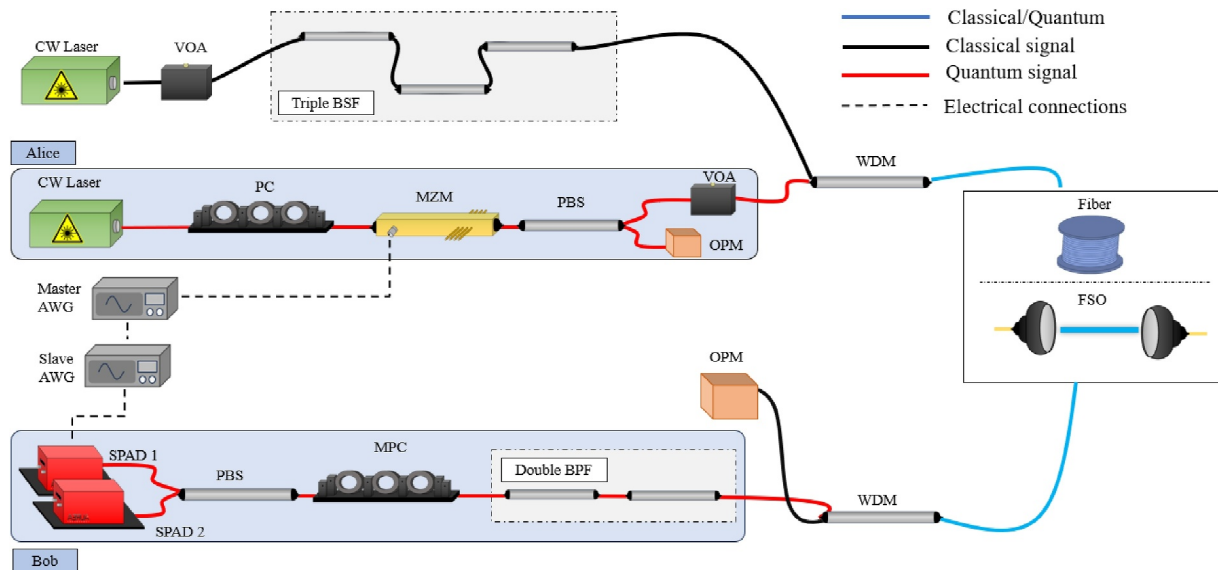 CW Laser
VOA
Triple BSF
Classical/Quantum
Classical signal
Quantum signal
Electrical connections
Alice
CW Laser
PC
MZM
PBS
VOA
OPM
WDM
Fiber
FSO
Master
AWG
Slave
AWG
OPM
SPAD 1
SPAD 2
PBS
MPC
Double BPF
WDM
Bob